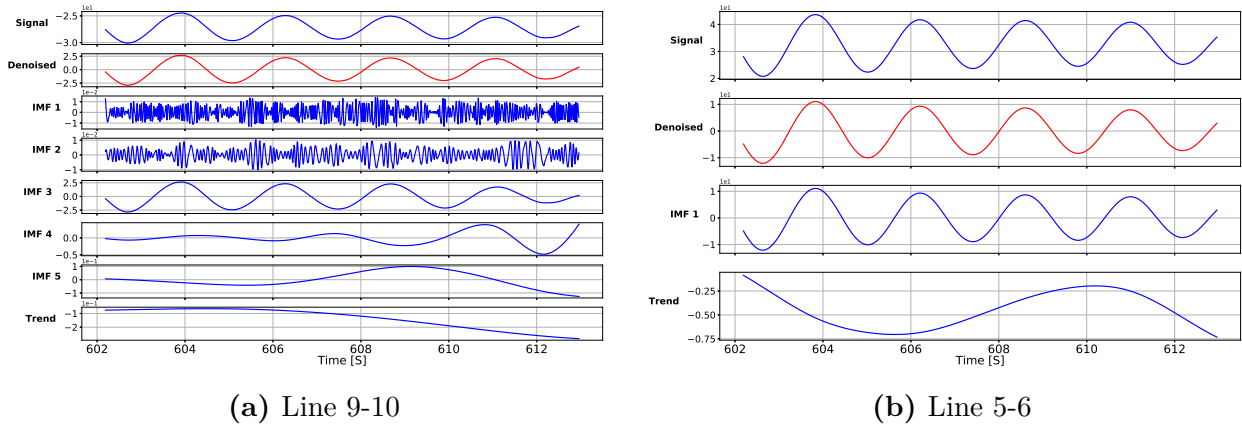 1e1
Signal
−2.5
−3.0
Denoised
2.5
0.0
−2.5
1e−2
IMF 1
1
0
−1
1e−2
IMF 2
1
0
−1
IMF 3
2.5
0.0
−2.5
IMF 4
0.0
−0.5
1e−1
IMF 5
1
0
−1
1e−1
Trend
−1
−2
602 604 606 608 610 612
Time [S]
(a) Line 9-10
1e1
Signal
4
3
2
1e1
Denoised
1
0
−1
1e1
IMF 1
1
0
−1
Trend
−0.25
−0.50
−0.75
602 604 606 608 610 612
Time [S]
(b) Line 5-6